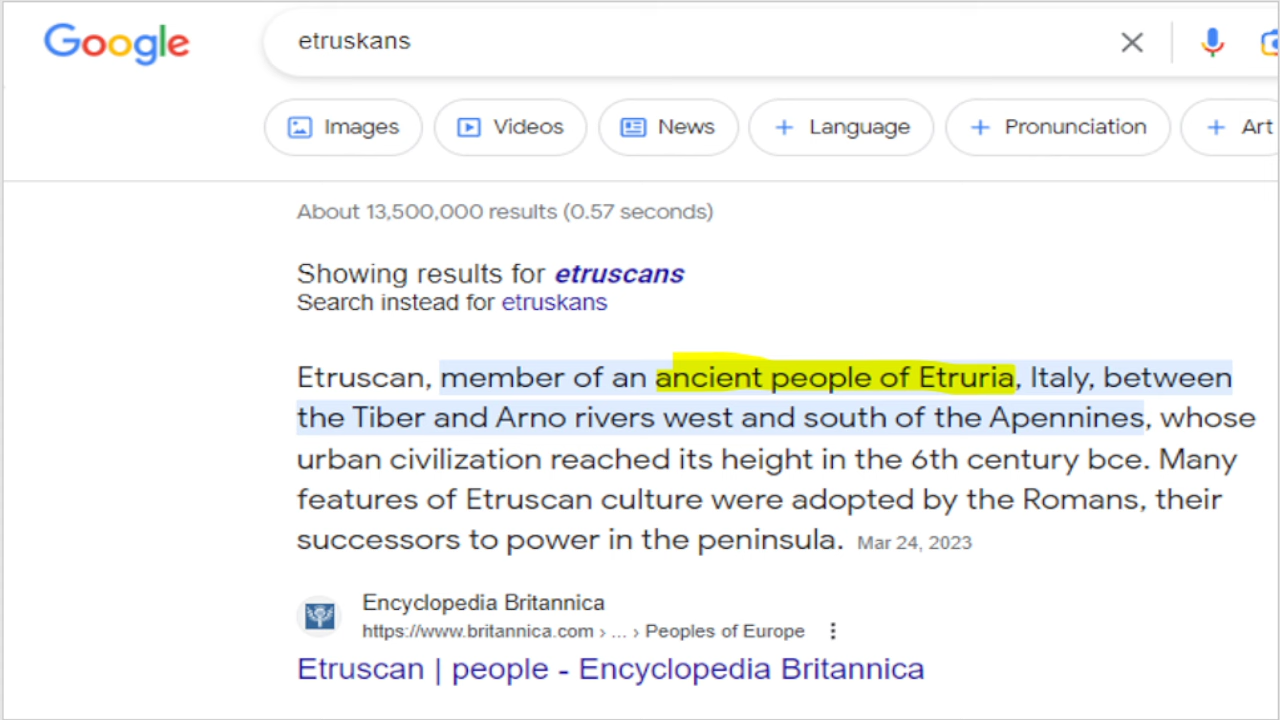 Google
etruskans
Images Videos News + Language + Pronunciation + Art
About 13,500,000 results (0.57 seconds)
Showing results for etruscans
Search instead for etruskans
Etruscan, member of an ancient people of Etruria, Italy, between
the Tiber and Arno rivers west and south of the Apennines, whose
urban civilization reached its height in the 6th century bce. Many
features of Etruscan culture were adopted by the Romans, their
successors to power in the peninsula. Mar 24, 2023
Encyclopedia Britannica
https://www.britannica.com › ... › Peoples of Europe
Etruscan | people - Encyclopedia Britannica